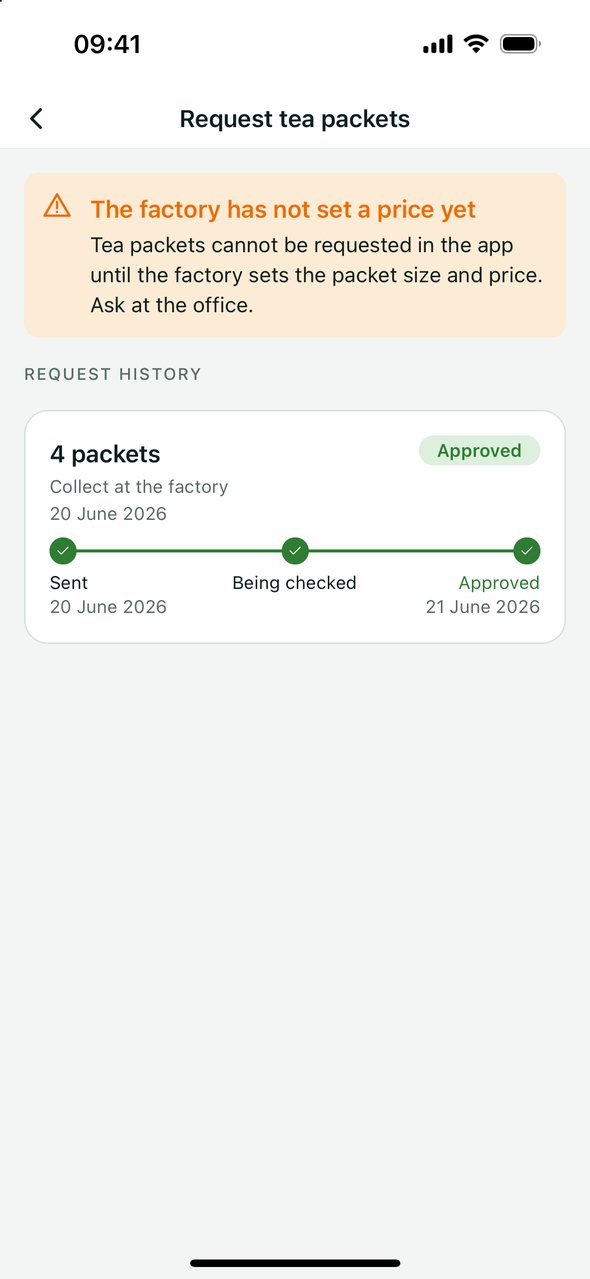 09:41
Request tea packets
The factory has not set a price yet
Tea packets cannot be requested in the app
until the factory sets the packet size and price.
Ask at the office.
REQUEST HISTORY
4 packets
Approved
Collect at the factory
20 June 2026
Sent
Being checked
Approved
20 June 2026
21 June 2026